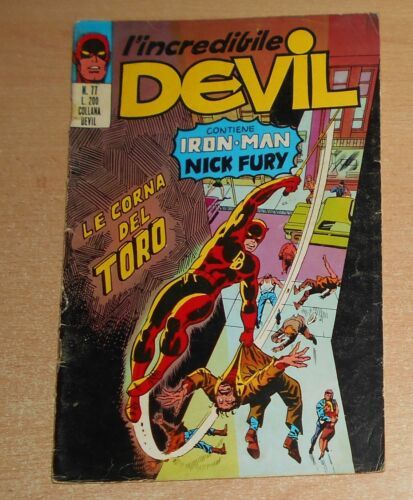 l'incredibile
DEVIL
N. 77
L. 200
COLLANA
DEVIL
CONTIENE
IRON-MAN
NICK FURY
LE CORNA
DEL
TORO